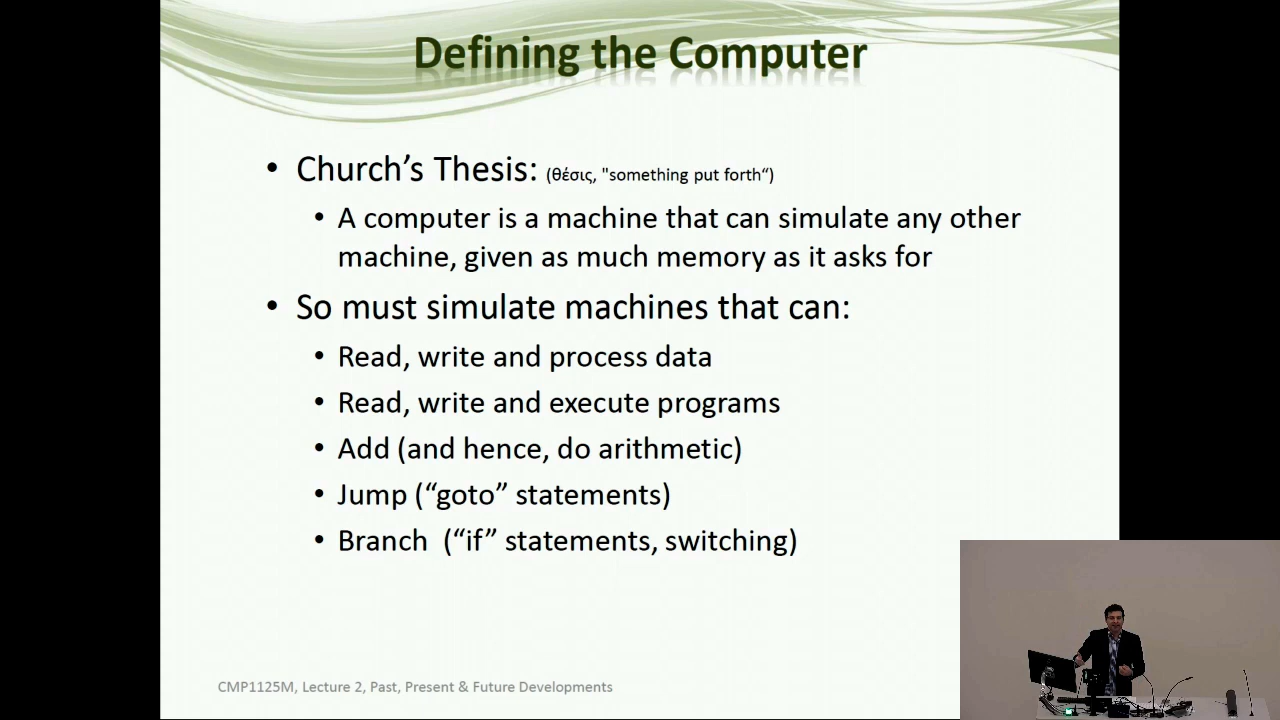 Defining the Computer
• Church’s Thesis: (θέσις, "something put forth“)
• A computer is a machine that can simulate any other
machine, given as much memory as it asks for
• So must simulate machines that can:
• Read, write and process data
• Read, write and execute programs
• Add (and hence, do arithmetic)
• Jump (“goto” statements)
• Branch (“if” statements, switching)
CMP1125M, Lecture 2, Past, Present & Future Developments